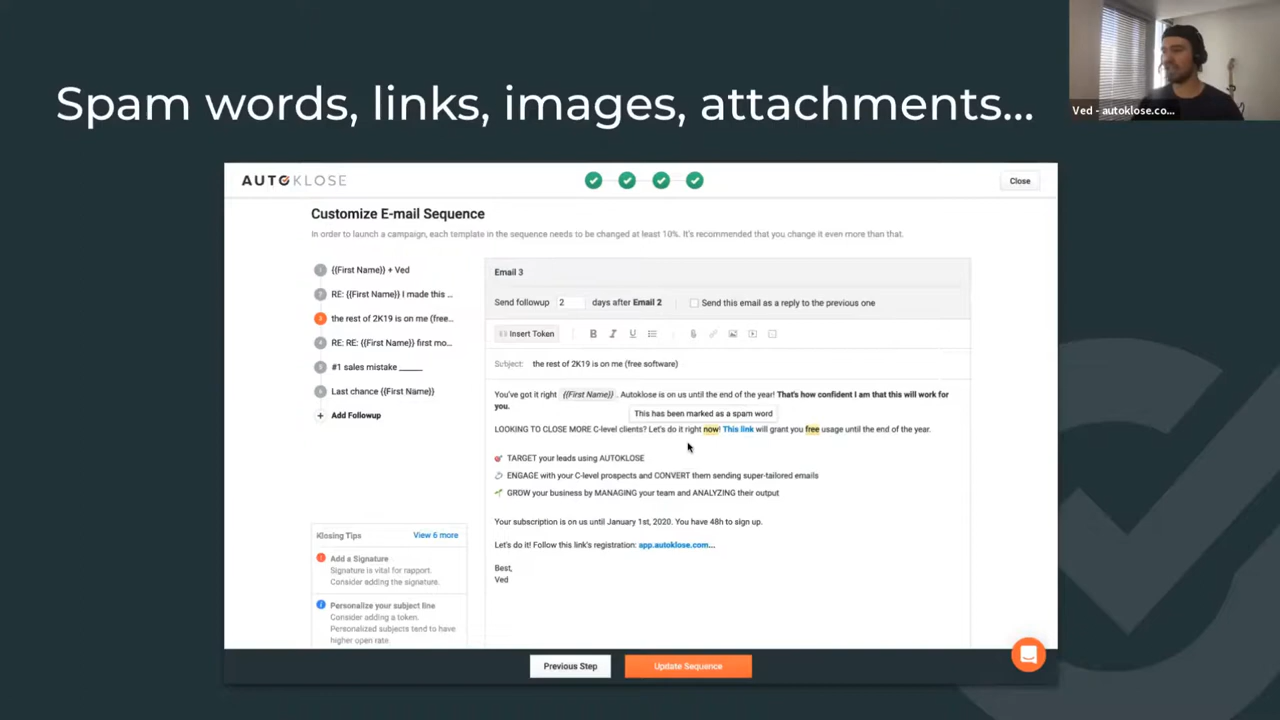 Spam words, links, images, attachments...
Ved - autoklose.co...
AUTOKLOSE
Close
Customize E-mail Sequence
In order to launch a campaign, each template in the sequence needs to be changed at least 10%. It's recommended that you change it even more than that.
1 {{First Name}} + Ved
2 RE: {{First Name}} I made this ...
3 the rest of 2K19 is on me (free...
4 RE: RE: {{First Name}} first mo...
5 #1 sales mistake ______
6 Last chance {{First Name}}
+ Add Followup
Email 3
Send followup 2 days after Email 2 Send this email as a reply to the previous one
Insert Token B I U
Subject: the rest of 2K19 is on me (free software)
You've got it right {{First Name}} . Autoklose is on us until the end of the year! That's how confident I am that this will work for
you.
This has been marked as a spam word
LOOKING TO CLOSE MORE C-level clients? Let's do it right now! This link will grant you free usage until the end of the year.
TARGET your leads using AUTOKLOSE
ENGAGE with your C-level prospects and CONVERT them sending super-tailored emails
GROW your business by MANAGING your team and ANALYZING their output
Your subscription is on us until January 1st, 2020. You have 48h to sign up.
Let's do it! Follow this link's registration: app.autoklose.com...
Best,
Ved
Klosing Tips View 6 more
Add a Signature
Signature is vital for rapport.
Consider adding the signature.
Personalize your subject line
Consider adding a token.
Personalized subjects tend to have
higher open rate
Previous Step
Update Sequence